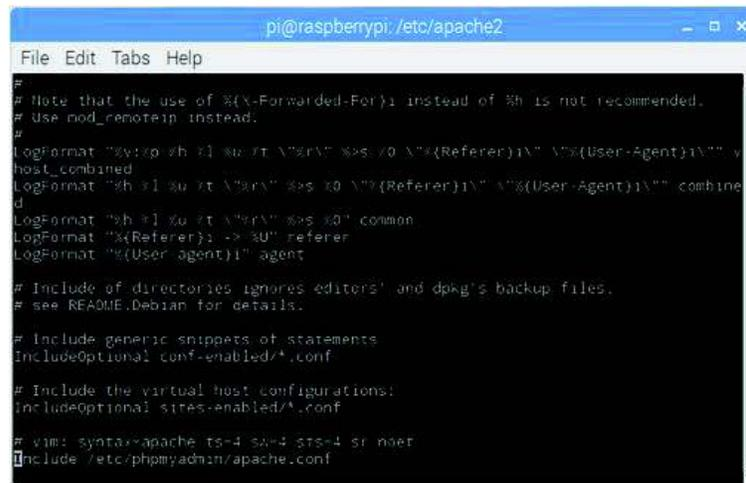 pi@raspberrypi: /etc/apache2
File Edit Tabs Help
#
# Note that the use of %{X-Forwarded-For}i instead of %h is not recommended.
# Use mod_remoteip instead.
#
LogFormat "%v:%p %h %l %u %t \"%r\" %>s %O \"%{Referer}i\" \"%{User-Agent}i\"" v
host_combined
LogFormat "%h %l %u %t \"%r\" %>s %O \"%{Referer}i\" \"%{User-Agent}i\"" combine
d
LogFormat "%h %l %u %t \"%r\" %>s %O" common
LogFormat "%{Referer}i -> %U" referer
LogFormat "%{User-agent}i" agent
# Include of directories ignores editors' and dpkg's backup files.
# see README.Debian for details.
# Include generic snippets of statements
IncludeOptional conf-enabled/*.conf
# Include the virtual host configurations:
IncludeOptional sites-enabled/*.conf
# vim: syntax=apache ts=4 sw=4 sts=4 sr noet
Include /etc/phpmyadmin/apache.conf